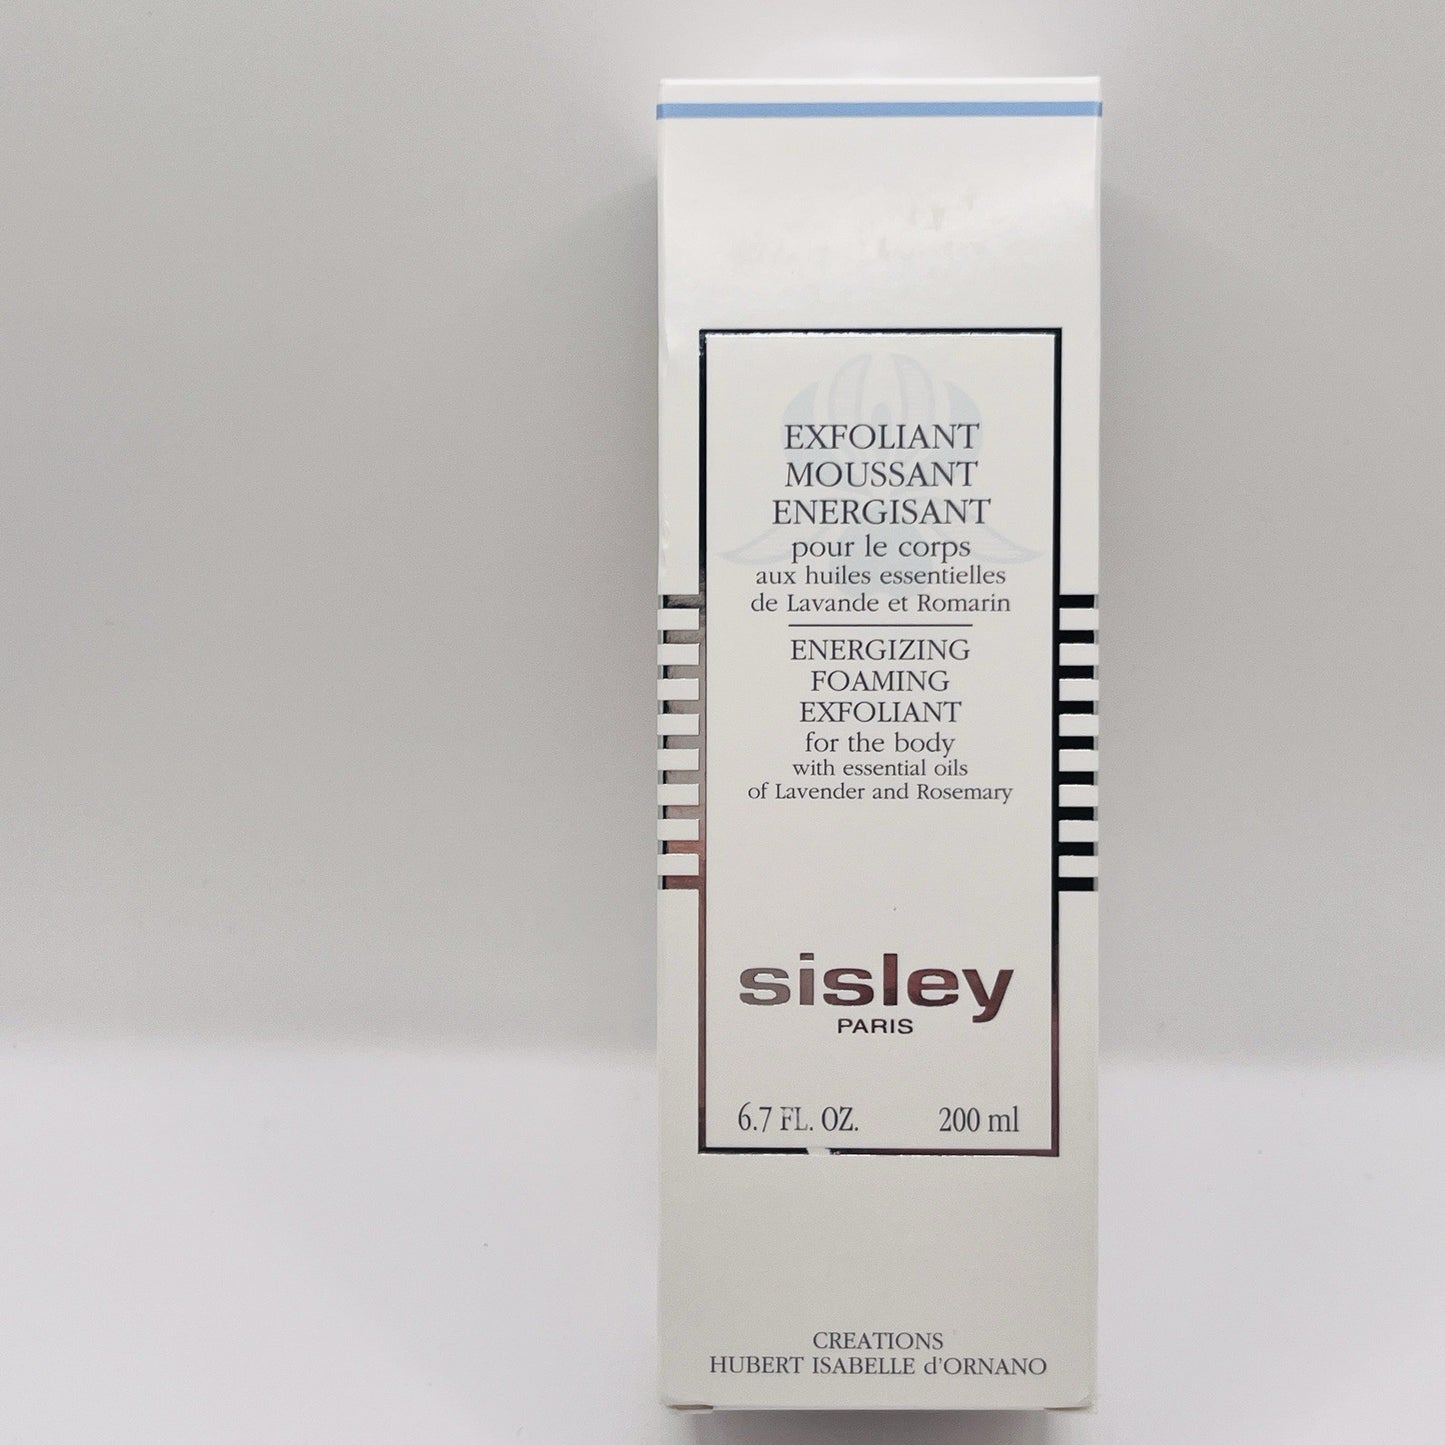 EXFOLIANT
MOUSSANT
ENERGISANT
pour le corps
aux huiles essentielles
de Lavande et Romarin
ENERGIZING
FOAMING
EXFOLIANT
for the body
with essential oils
of Lavender and Rosemary
sisley
PARIS
6.7 FL. OZ. 200 ml
CREATIONS
HUBERT ISABELLE d'ORNANO